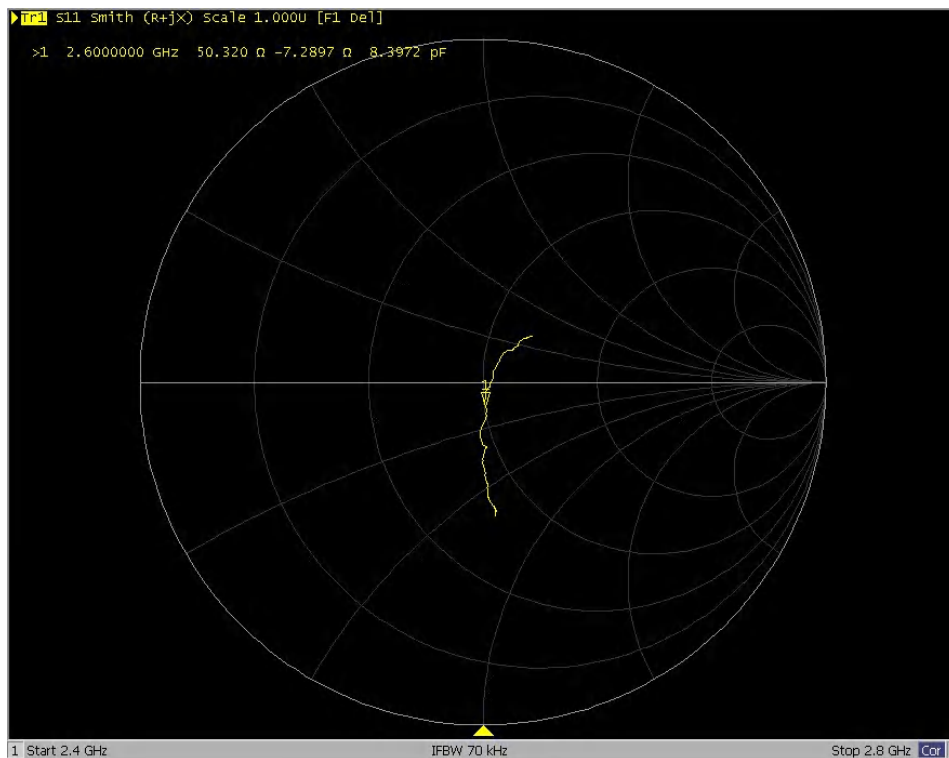 Tr1 S11 Smith (R+jX) Scale 1.000U [F1 Del]
>1 2.6000000 GHz 50.320 Ω -7.2897 Ω 8.3972 pF
1
1 Start 2.4 GHz IFBW 70 kHz Stop 2.8 GHz Cor